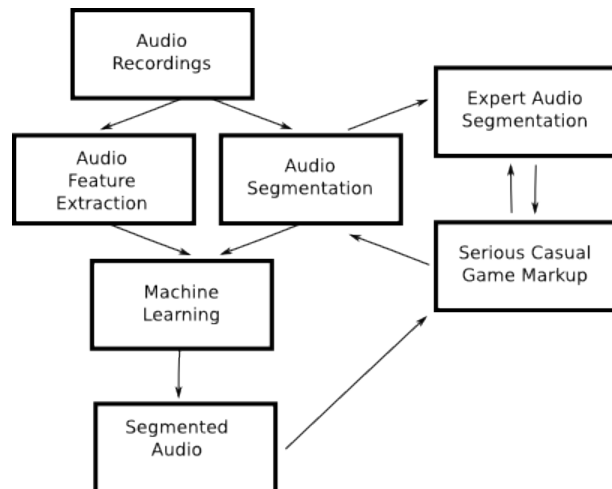 Audio
Recordings
Expert Audio
Segmentation
Audio
Feature
Extraction
Audio
Segmentation
Serious Casual
Game Markup
Machine
Learning
Segmented
Audio